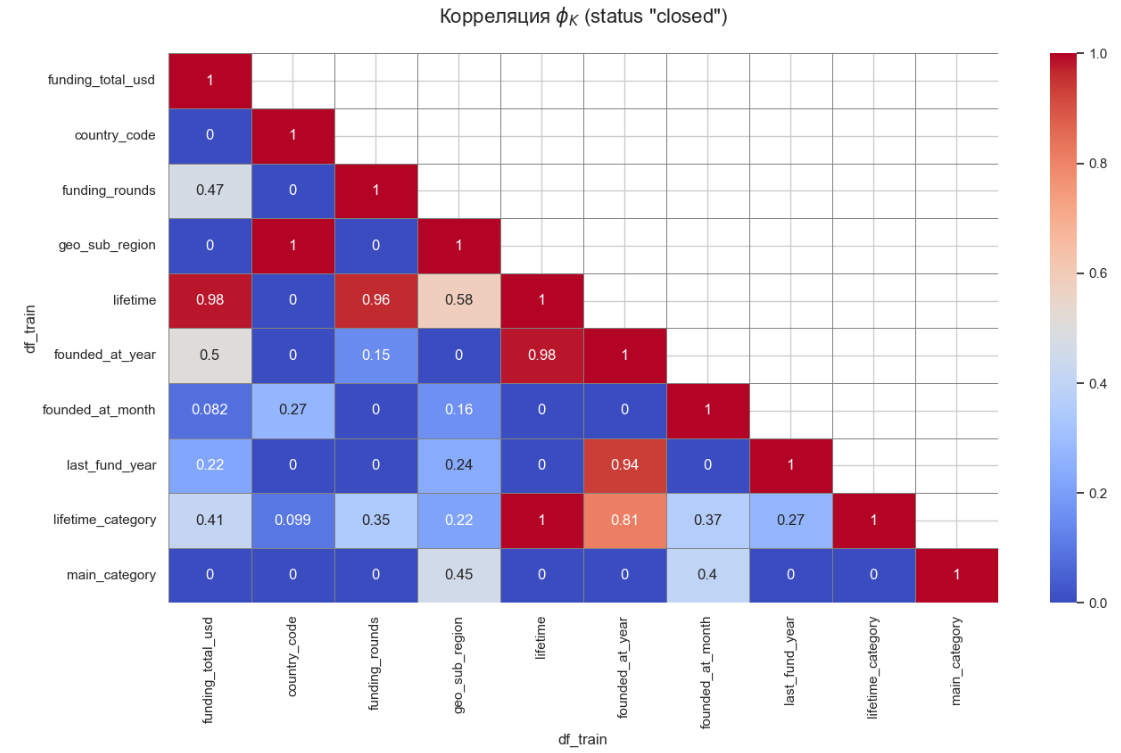 Корреляция ϕK (status "closed")
funding_total_usd 1
country_code 0 1
funding_rounds 0.47 0 1
geo_sub_region 0 1 0 1
lifetime 0.98 0 0.96 0.58 1
founded_at_year 0.5 0 0.15 0 0.98 1
founded_at_month 0.082 0.27 0 0.16 0 0 1
last_fund_year 0.22 0 0 0.24 0 0.94 0 1
lifetime_category 0.41 0.099 0.35 0.22 1 0.81 0.37 0.27 1
main_category 0 0 0 0.45 0 0 0.4 0 0 1
df_train
funding_total_usd
country_code
funding_rounds
geo_sub_region
lifetime
founded_at_year
founded_at_month
last_fund_year
lifetime_category
main_category
df_train
1.0
0.8
0.6
0.4
0.2
0.0